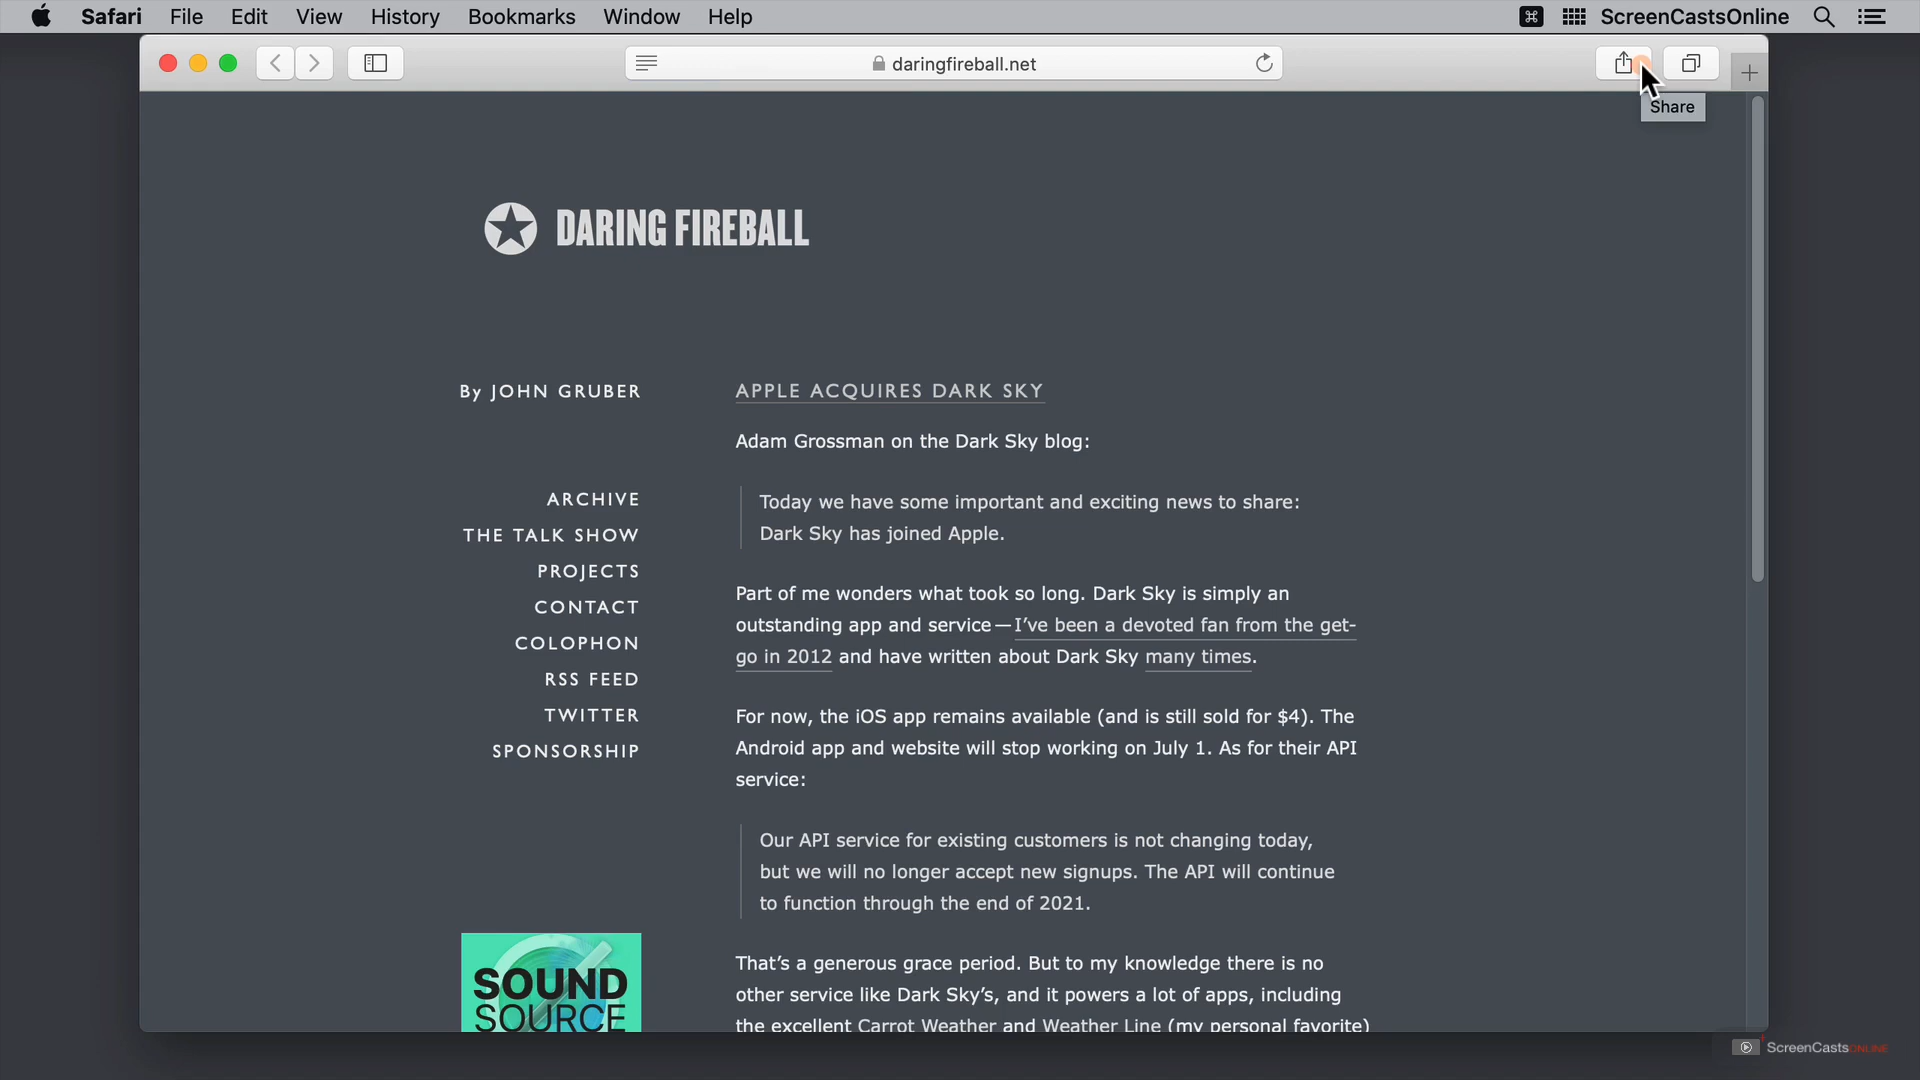 Safari File Edit View History Bookmarks Window Help ScreenCastsOnline
daringfireball.net
Share
DARING FIREBALL
By JOHN GRUBER
ARCHIVE
THE TALK SHOW
PROJECTS
CONTACT
COLOPHON
RSS FEED
TWITTER
SPONSORSHIP
SOUND
SOURCE
APPLE ACQUIRES DARK SKY
Adam Grossman on the Dark Sky blog:
Today we have some important and exciting news to share:
Dark Sky has joined Apple.
Part of me wonders what took so long. Dark Sky is simply an
outstanding app and service — I’ve been a devoted fan from the get-
go in 2012 and have written about Dark Sky many times.
For now, the iOS app remains available (and is still sold for $4). The
Android app and website will stop working on July 1. As for their API
service:
Our API service for existing customers is not changing today,
but we will no longer accept new signups. The API will continue
to function through the end of 2021.
That’s a generous grace period. But to my knowledge there is no
other service like Dark Sky’s, and it powers a lot of apps, including
the excellent Carrot Weather and Weather Line (my personal favorite)
ScreenCastsONLINE